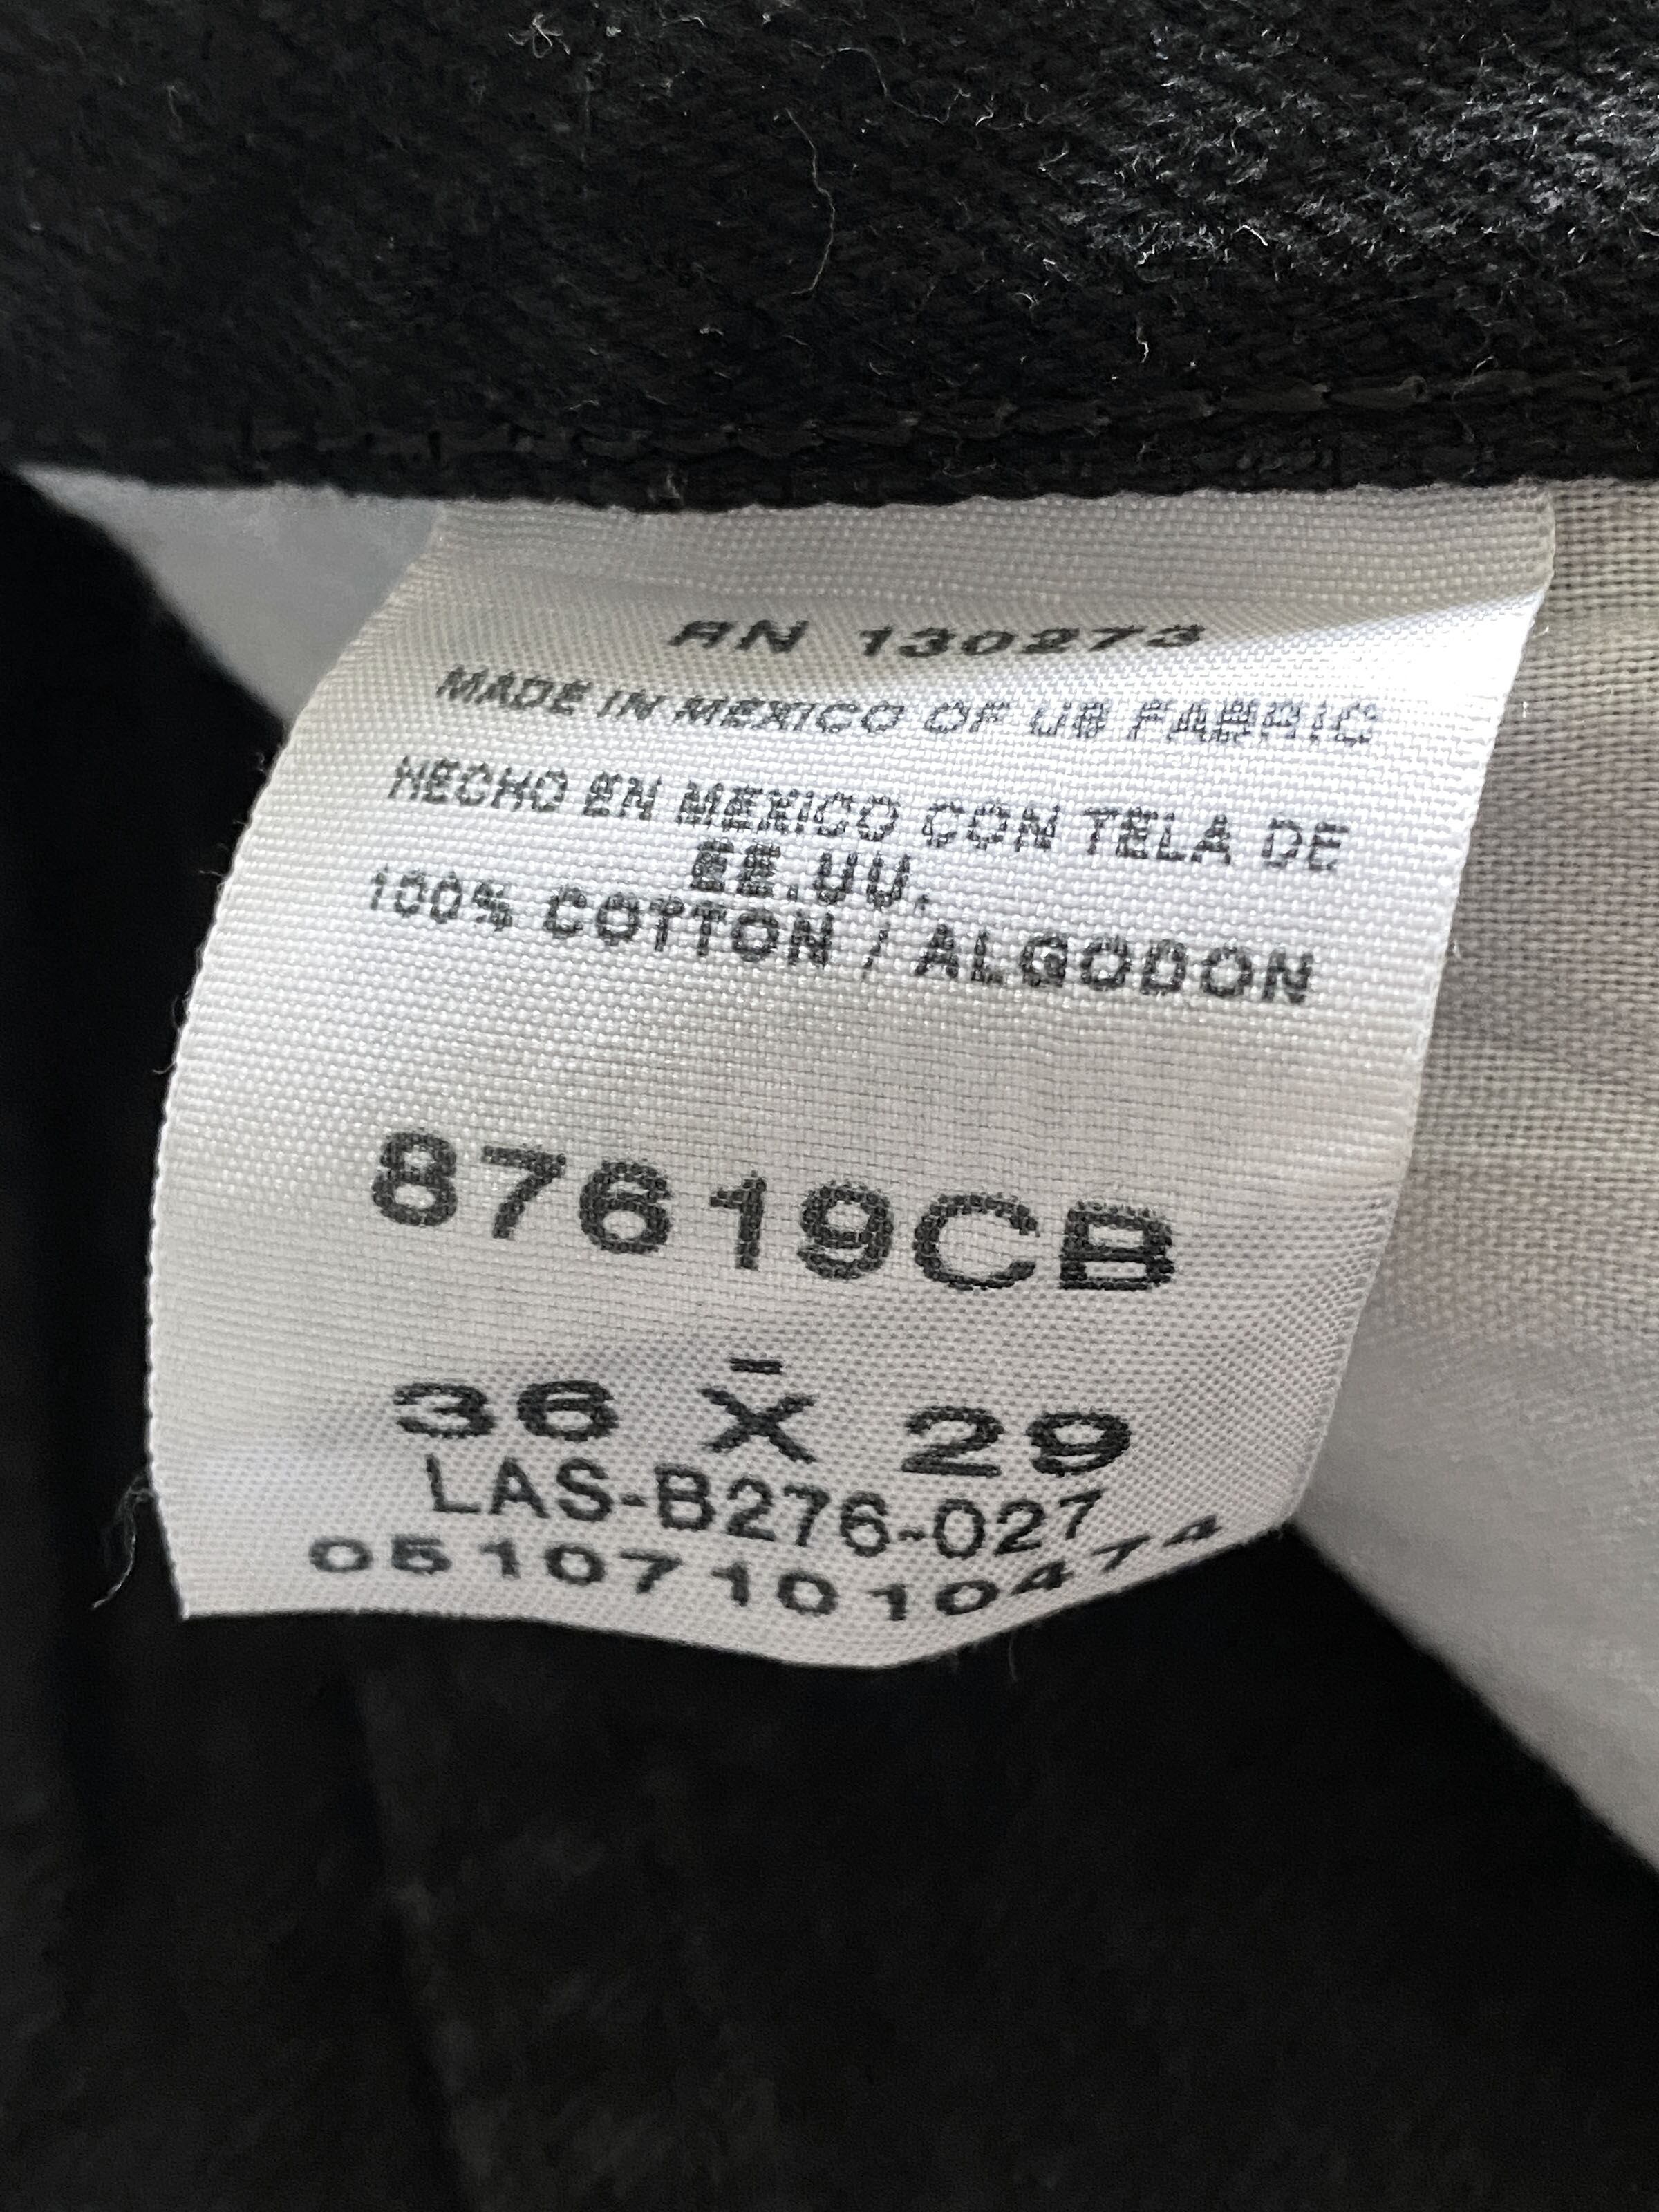 RN 130273
MADE IN MEXICO OF US FABRIC
HECHO EN MEXICO CON TELA DE
EE.UU.
100% COTTON / ALGODON
87619CB
36 X 29
LAS-B276-027
051071010474